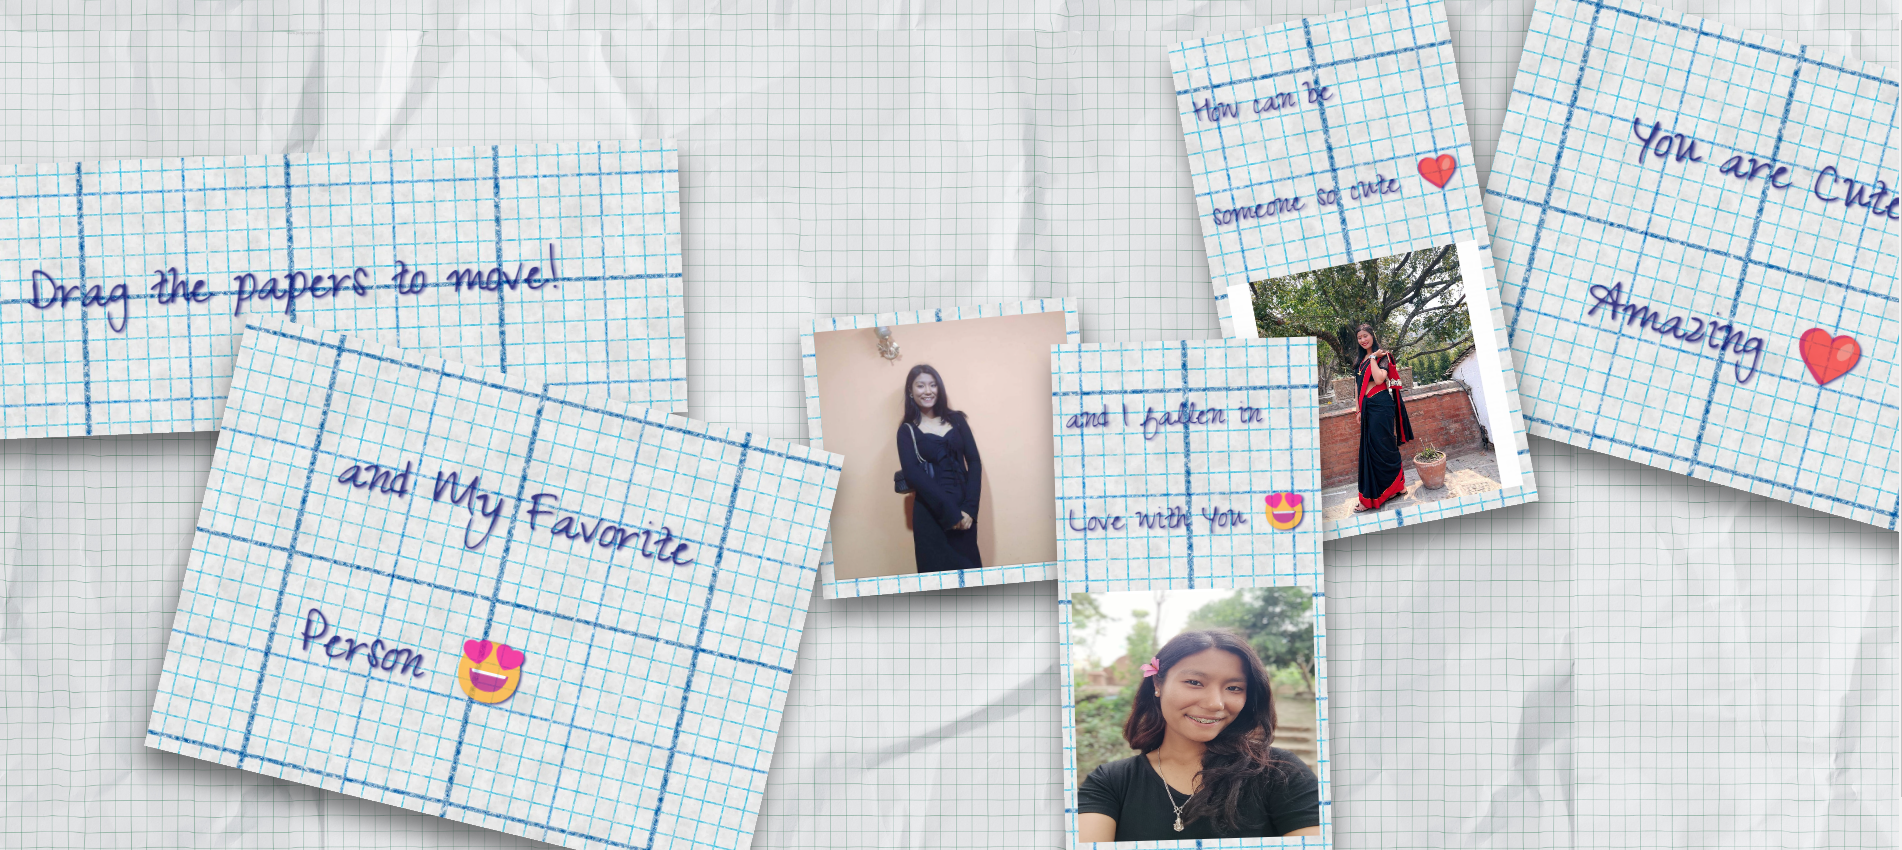 Drag the papers to move!
and My Favorite
Person 😍
and I fallen in
Love with You 😍
How can be
someone so cute ❤️
You are Cute
Amazing ❤️